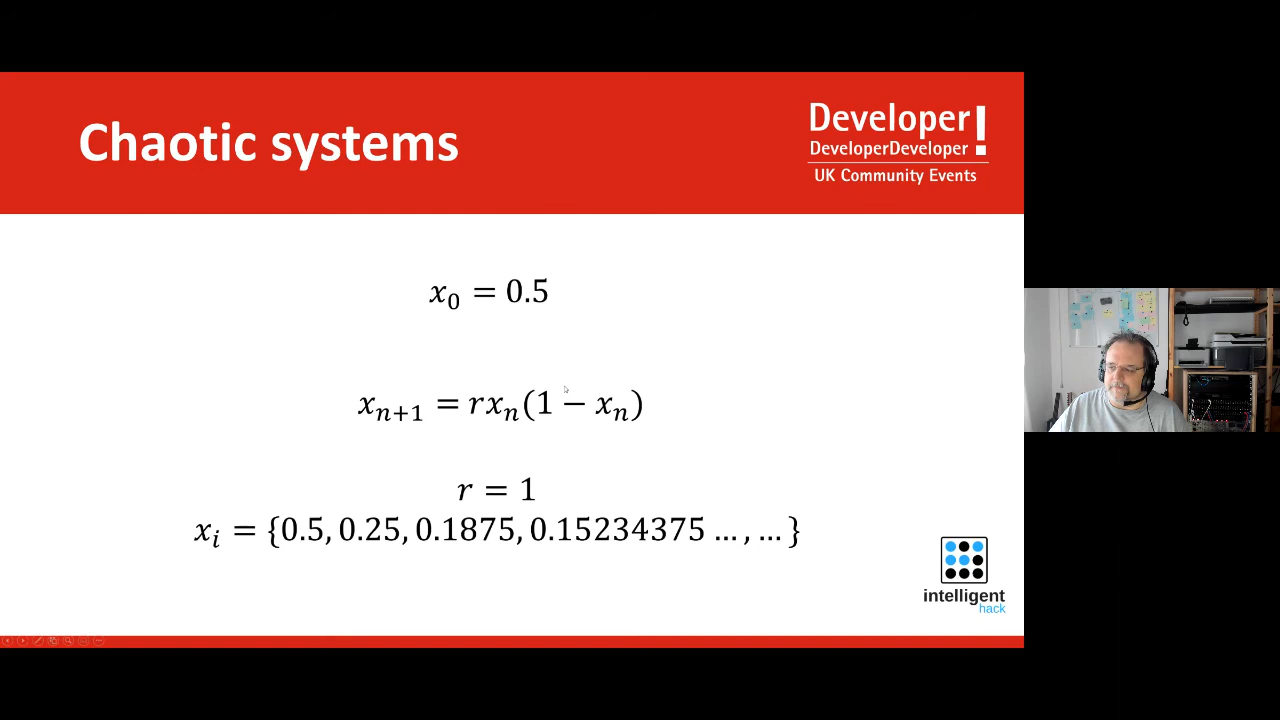 Chaotic systems
Developer!
DeveloperDeveloper
UK Community Events
x₀ = 0.5
xₙ₊₁ = rxₙ(1 − xₙ)
r = 1
xᵢ = {0.5, 0.25, 0.1875, 0.15234375 … , … }
intelligent
hack